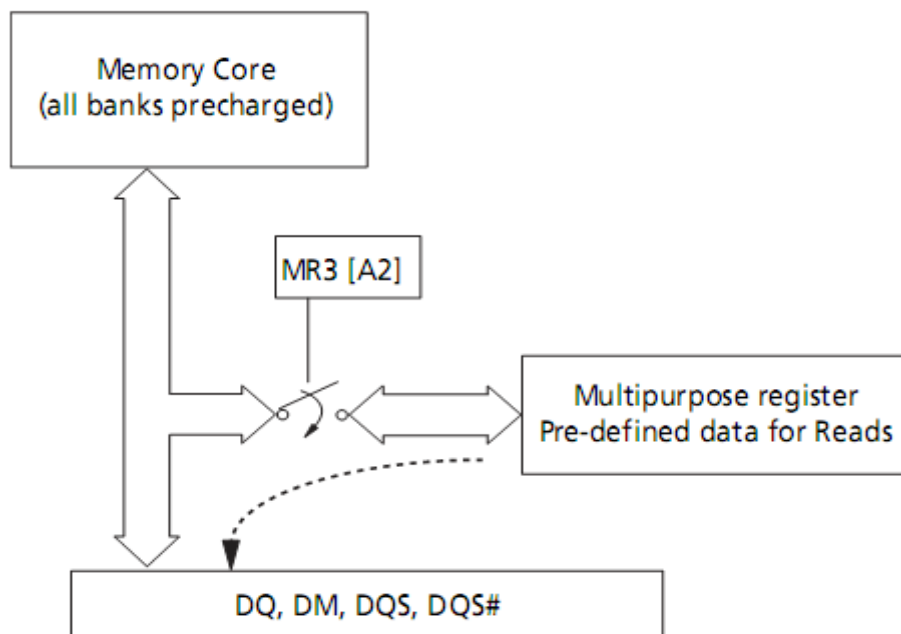 Memory Core
(all banks precharged)
MR3 [A2]
Multipurpose register
Pre-defined data for Reads
DQ, DM, DQS, DQS#